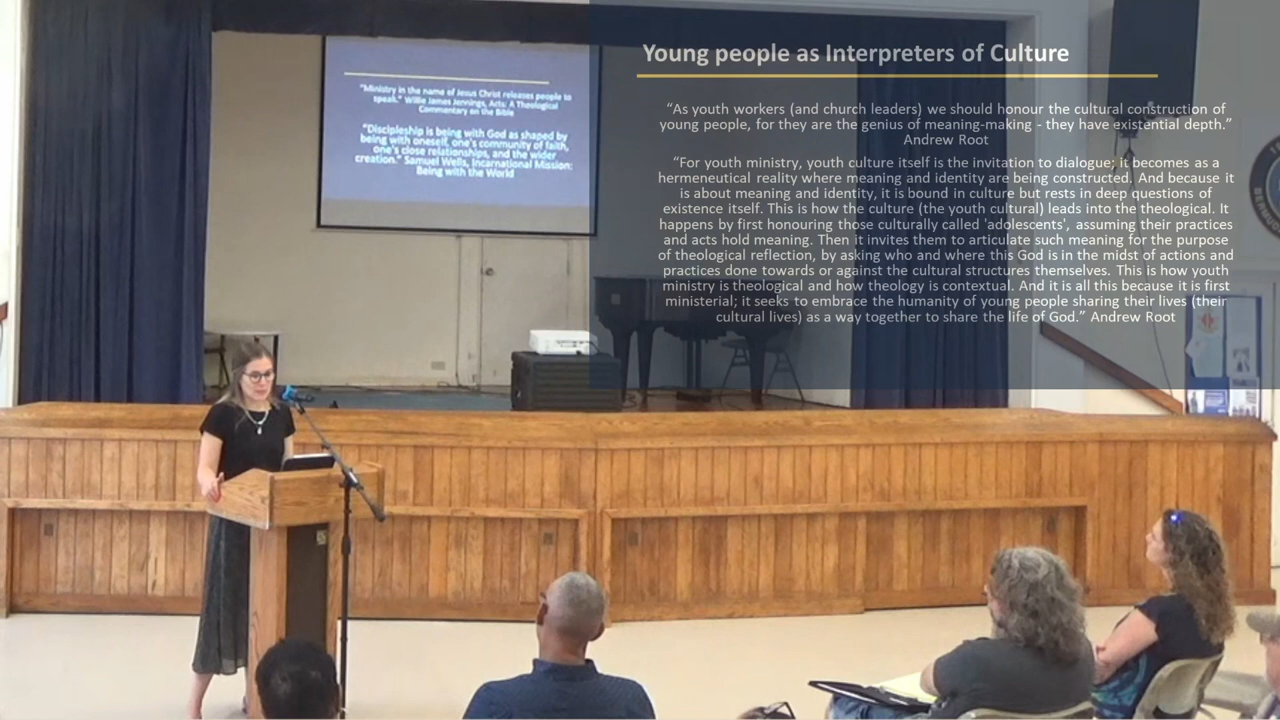 Young people as Interpreters of Culture
“As youth workers (and church leaders) we should honour the cultural construction of
young people, for they are the genius of meaning-making - they have existential depth.”
Andrew Root
“For youth ministry, youth culture itself is the invitation to dialogue; it becomes as a
hermeneutical reality where meaning and identity are being constructed. And because it
is about meaning and identity, it is bound in culture but rests in deep questions of
existence itself. This is how the culture (the youth cultural) leads into the theological. It
happens by first honouring those culturally called 'adolescents', assuming their practices
and acts hold meaning. Then it invites them to articulate such meaning for the purpose
of theological reflection, by asking who and where this God is in the midst of actions and
practices done towards or against the cultural structures themselves. This is how youth
ministry is theological and how theology is contextual. And it is all this because it is first
ministerial; it seeks to embrace the humanity of young people sharing their lives (their
cultural lives) as a way together to share the life of God.” Andrew Root
“Ministry in the name of Jesus Christ releases people to
speak.” Willie James Jennings, Acts: A Theological
Commentary on the Bible
“Discipleship is being with God as shaped by
being with oneself, one's community of faith,
one's close relationships, and the wider
creation.” Samuel Wells, Incarnational Mission:
Being with the World